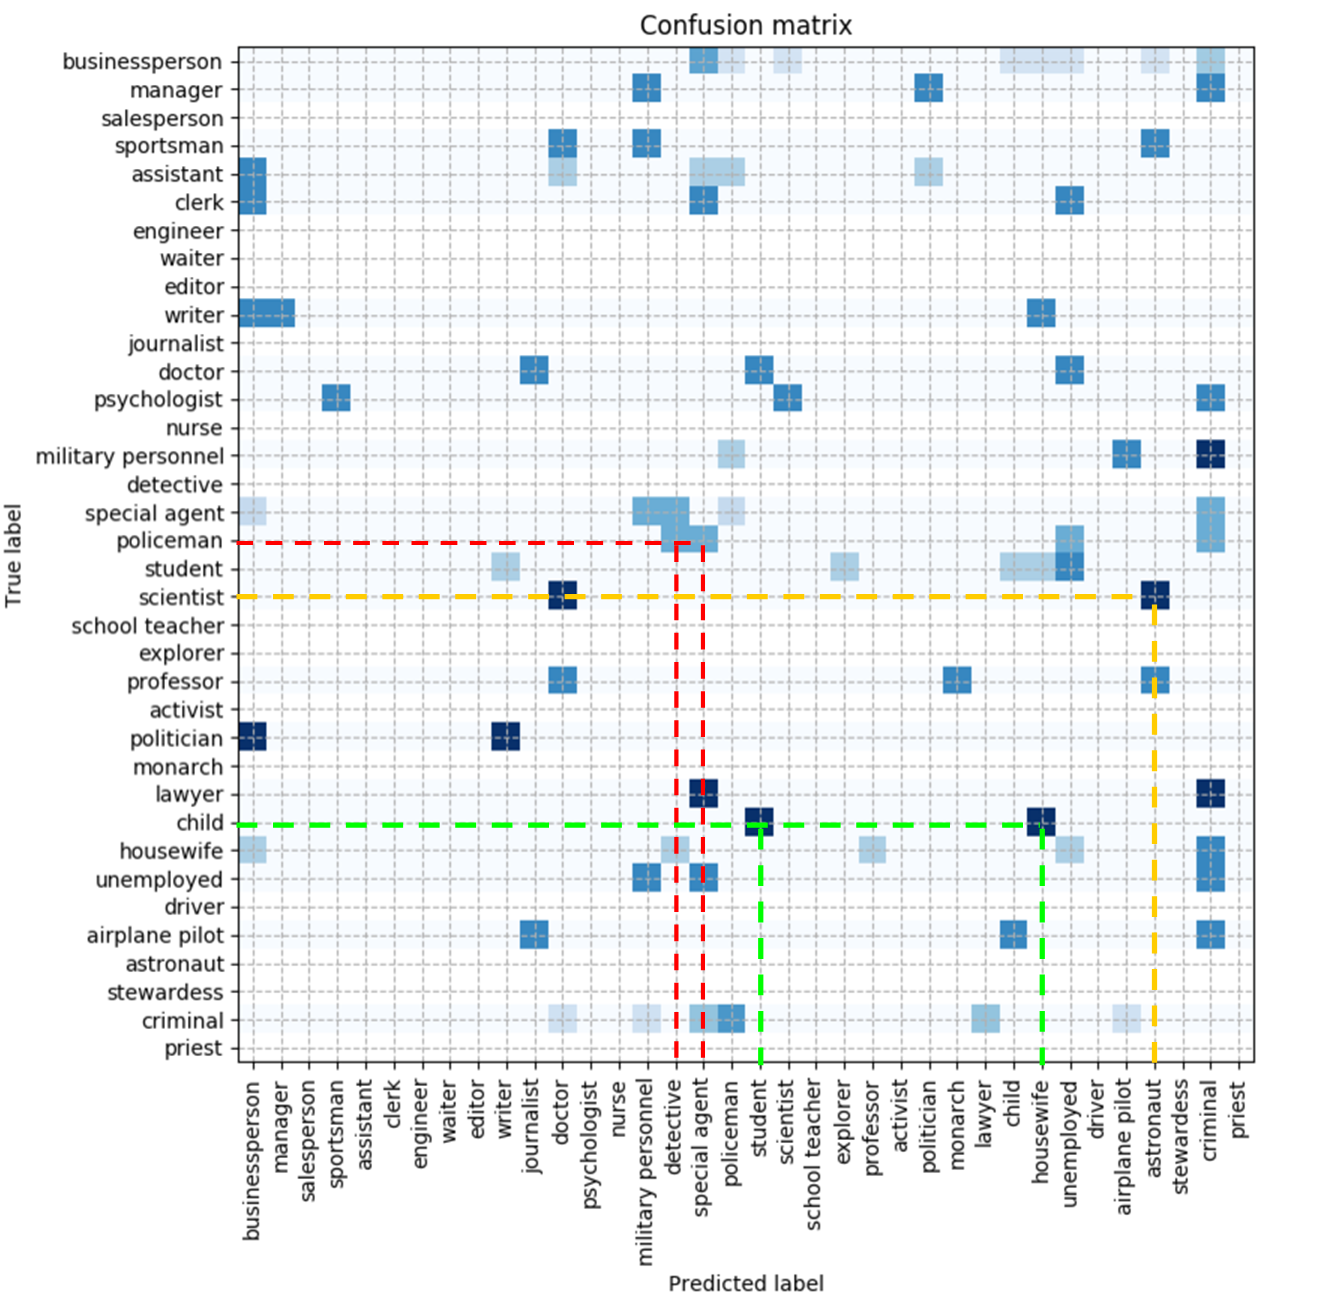 Confusion matrix
True label
businessperson
manager
salesperson
sportsman
assistant
clerk
engineer
waiter
editor
writer
journalist
doctor
psychologist
nurse
military personnel
detective
special agent
policeman
student
scientist
school teacher
explorer
professor
activist
politician
monarch
lawyer
child
housewife
unemployed
driver
airplane pilot
astronaut
stewardess
criminal
priest
businessperson
manager
salesperson
sportsman
assistant
clerk
engineer
waiter
editor
writer
journalist
doctor
psychologist
nurse
military personnel
detective
special agent
policeman
student
scientist
school teacher
explorer
professor
activist
politician
monarch
lawyer
child
housewife
unemployed
driver
airplane pilot
astronaut
stewardess
criminal
priest
Predicted label